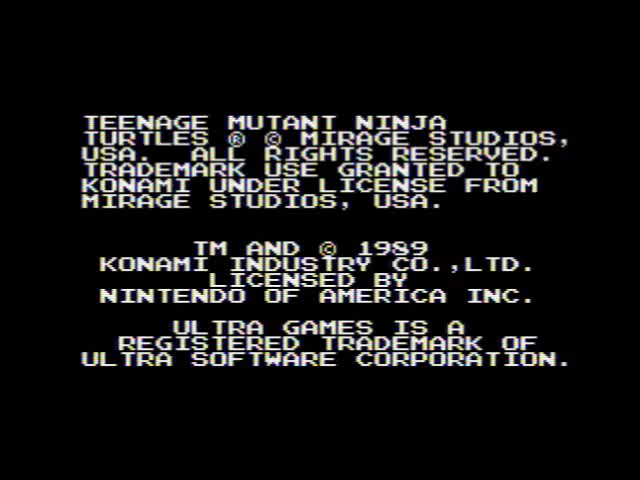 TEENAGE MUTANT NINJA
TURTLES ® © MIRAGE STUDIOS,
USA.  ALL RIGHTS RESERVED.
TRADEMARK USE GRANTED TO
KONAMI UNDER LICENSE FROM
MIRAGE STUDIOS, USA.
TM AND © 1989
KONAMI INDUSTRY CO.,LTD.
LICENSED BY
NINTENDO OF AMERICA INC.
ULTRA GAMES IS A
REGISTERED TRADEMARK OF
ULTRA SOFTWARE CORPORATION.